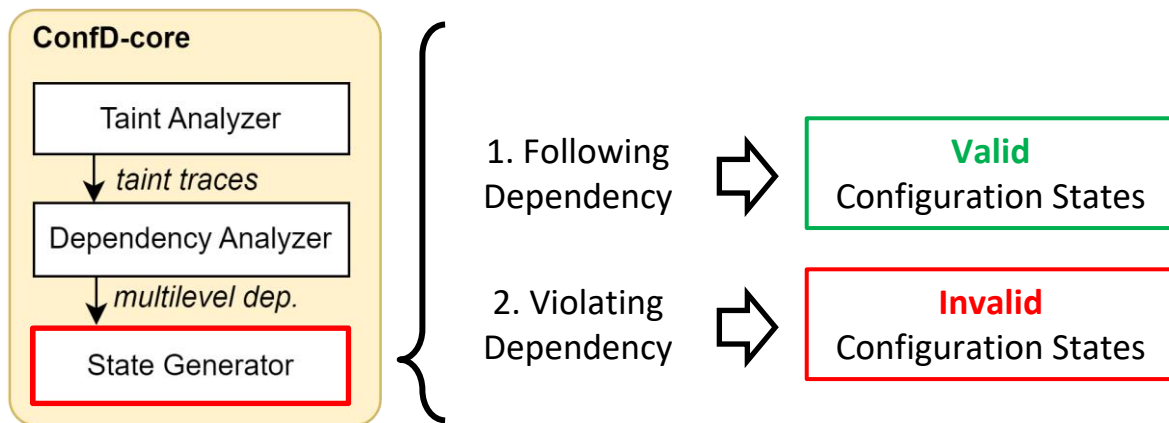 ConfD-core
Taint Analyzer
taint traces
Dependency Analyzer
multilevel dep.
State Generator
1. Following
Dependency
Valid
Configuration States
2. Violating
Dependency
Invalid
Configuration States